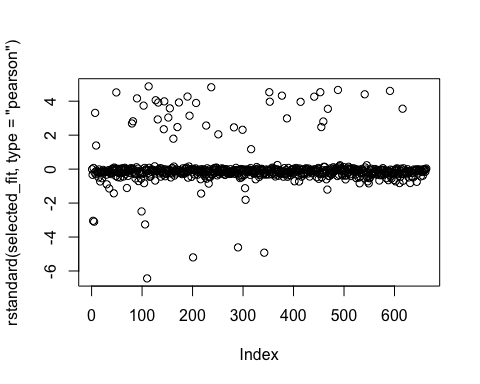 rstandard(selected_fit, type = "pearson")
4
2
0
-2
-4
-6
0 100 200 300 400 500 600
Index